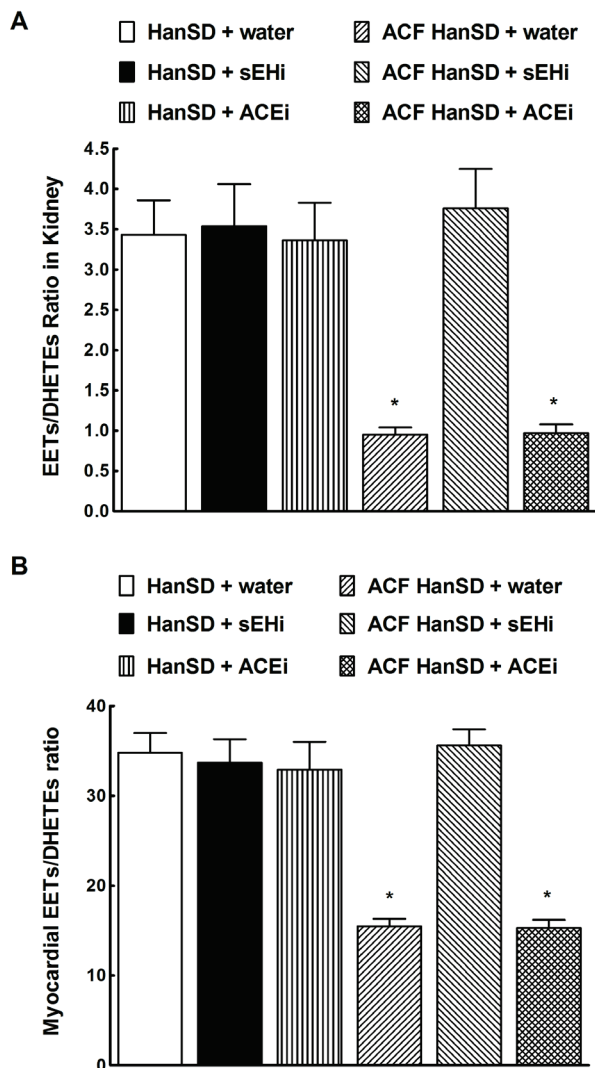 A
HanSD + water
ACF HanSD + water
HanSD + sEHi
ACF HanSD + sEHi
HanSD + ACEi
ACF HanSD + ACEi
EETs/DHETEs Ratio in Kidney
4.5
4.0
3.5
3.0
2.5
2.0
1.5
1.0
0.5
0.0
*
*
B
HanSD + water
ACF HanSD + water
HanSD + sEHi
ACF HanSD + sEHi
HanSD + ACEi
ACF HanSD + ACEi
Myocardial EETs/DHETEs ratio
40
30
20
10
0
*
*